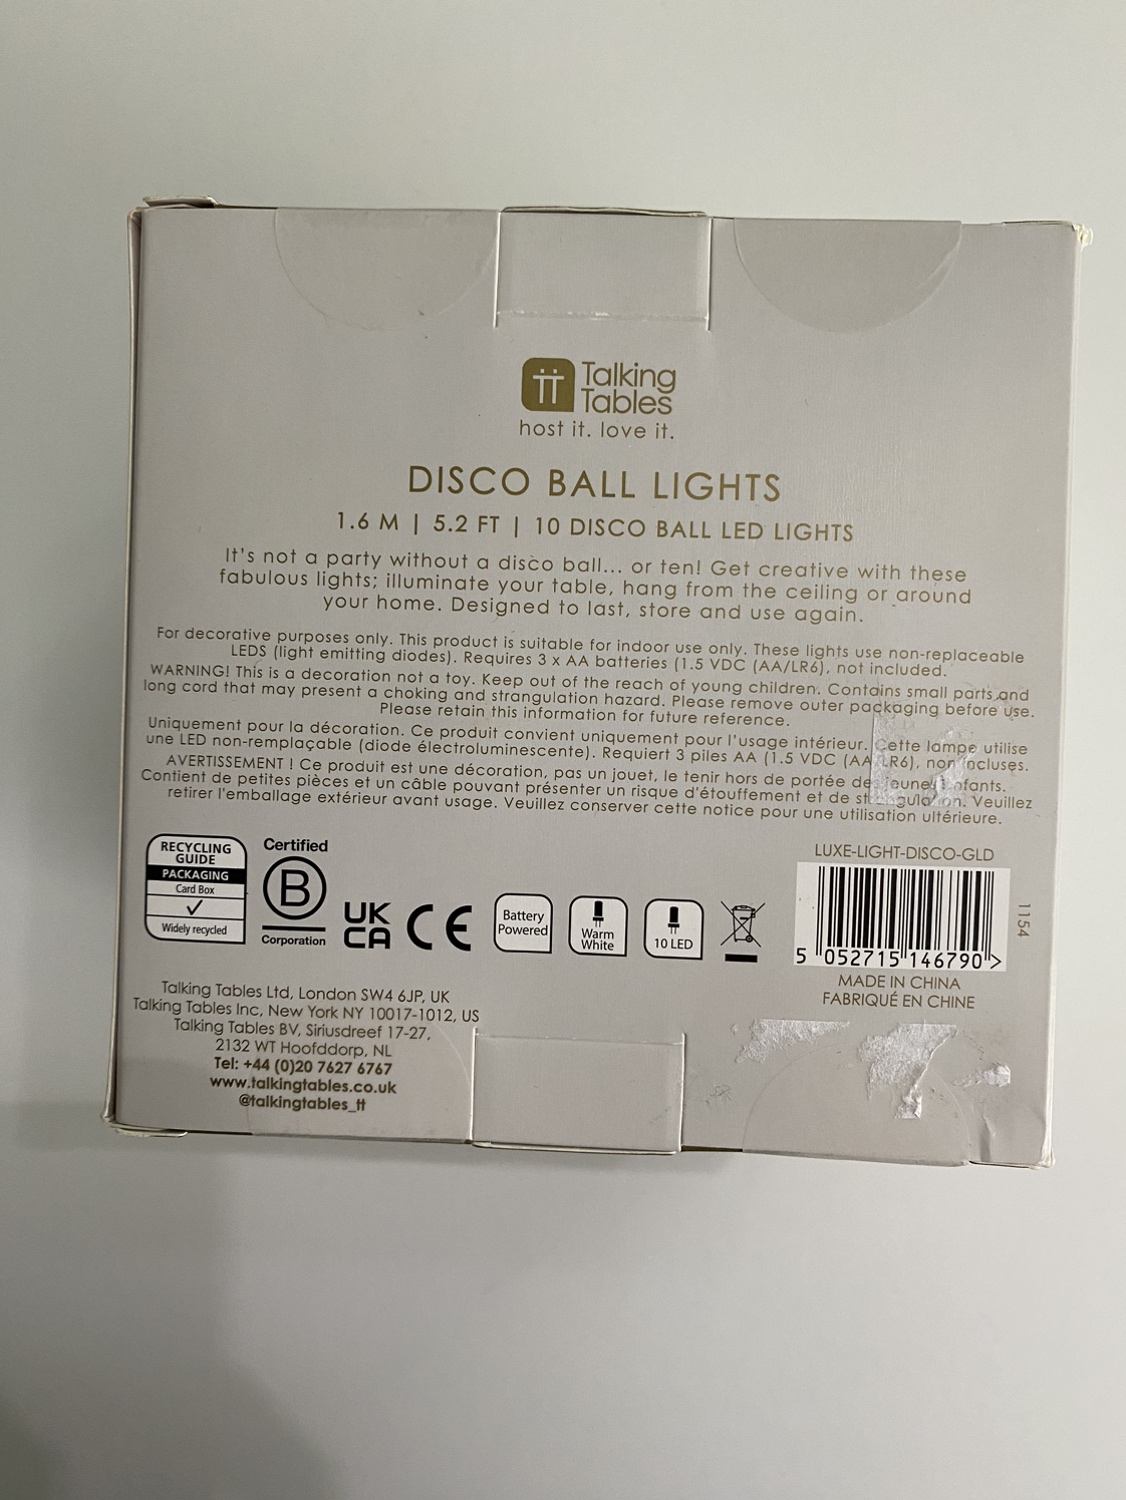 Talking
Tables
host it. love it.
DISCO BALL LIGHTS
1.6 M | 5.2 FT | 10 DISCO BALL LED LIGHTS
It's not a party without a disco ball... or ten! Get creative with these
fabulous lights; illuminate your table, hang from the ceiling or around
your home. Designed to last, store and use again.
For decorative purposes only. This product is suitable for indoor use only. These lights use non-replaceable
LEDS (light emitting diodes). Requires 3 x AA batteries (1.5 VDC (AA/LR6), not included.
WARNING! This is a decoration not a toy. Keep out of the reach of young children. Contains small parts and
long cord that may present a choking and strangulation hazard. Please remove outer packaging before use.
Please retain this information for future reference.
Uniquement pour la décoration. Ce produit convient uniquement pour l'usage intérieur. Cette lampe utilise
une LED non-remplaçable (diode électroluminescente). Requiert 3 piles AA (1.5 VDC (AA/LR6), non incluses.
AVERTISSEMENT ! Ce produit est une décoration, pas un jouet, le tenir hors de portée des jeunes enfants.
Contient de petites pièces et un câble pouvant présenter un risque d'étouffement et de strangulation. Veuillez
retirer l'emballage extérieur avant usage. Veuillez conserver cette notice pour une utilisation ultérieure.
RECYCLING
GUIDE
PACKAGING
Card Box
Widely recycled
Certified
B
Corporation
UK
CA
CE
Battery
Powered
Warm
White
10 LED
LUXE-LIGHT-DISCO-GLD
5 052715 146790 >
1154
MADE IN CHINA
FABRIQUÉ EN CHINE
Talking Tables Ltd, London SW4 6JP, UK
Talking Tables Inc, New York NY 10017-1012, US
Talking Tables BV, Siriusdreef 17-27,
2132 WT Hoofddorp, NL
Tel: +44 (0)20 7627 6767
www.talkingtables.co.uk
@talkingtables_tt